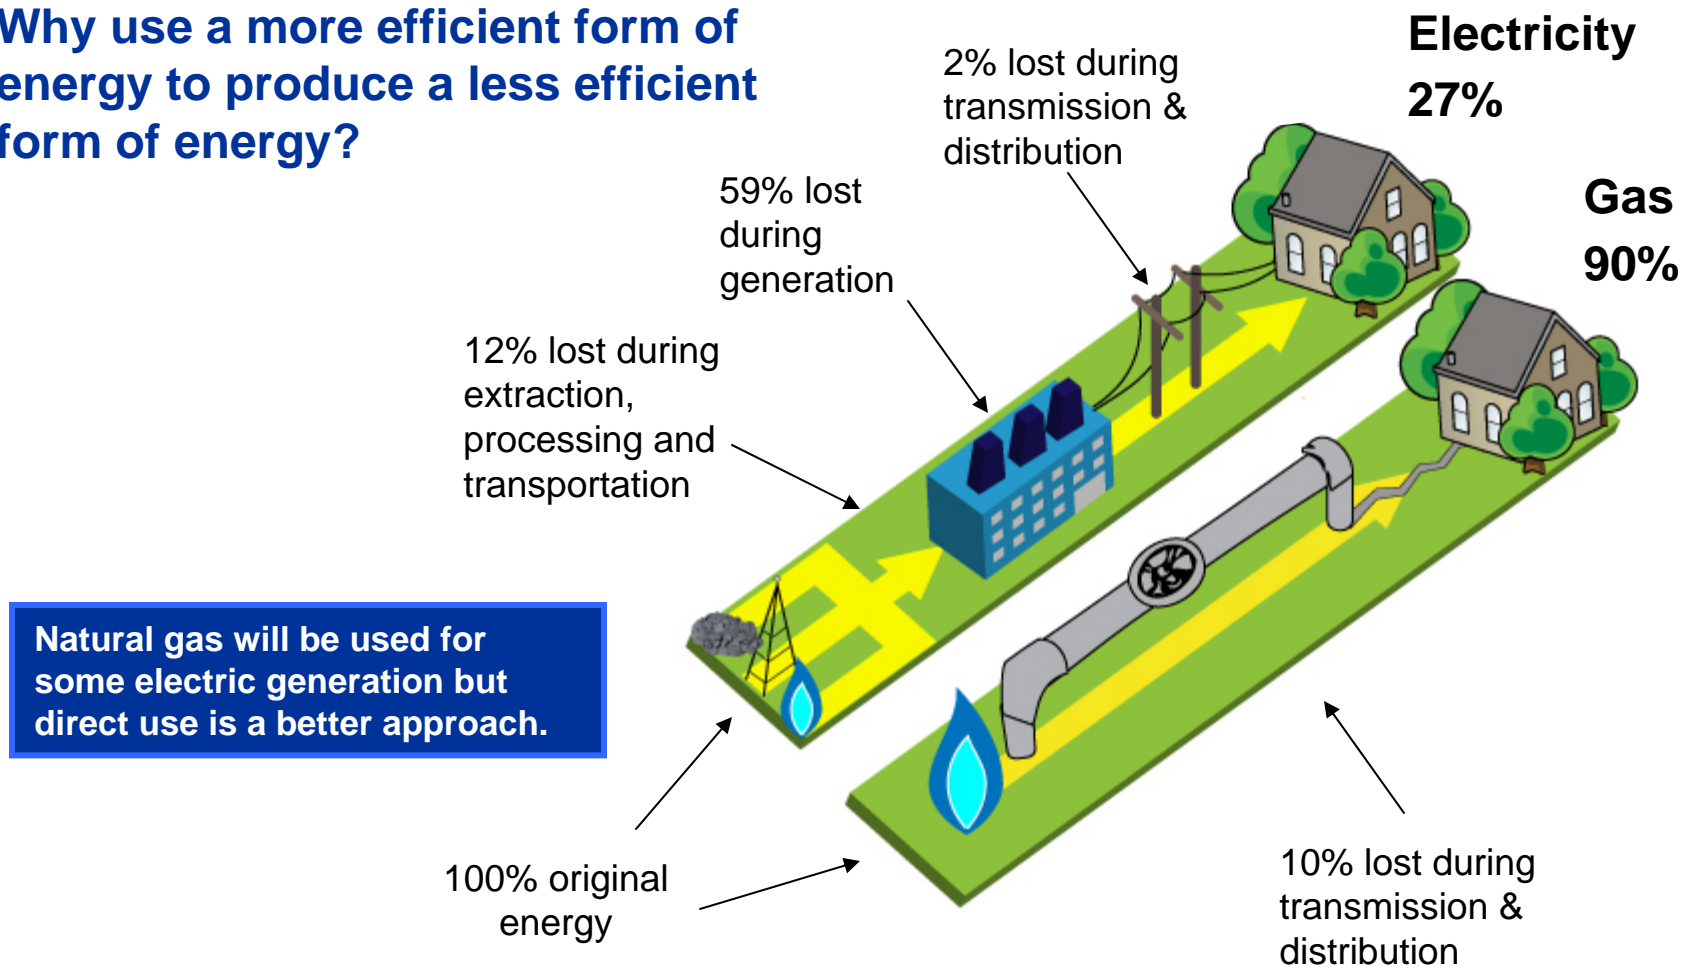 Why use a more efficient form of
energy to produce a less efficient
form of energy?
Electricity
27%
2% lost during
transmission &
distribution
Gas
90%
59% lost
during
generation
12% lost during
extraction,
processing and
transportation
Natural gas will be used for
some electric generation but
direct use is a better approach.
100% original
energy
10% lost during
transmission &
distribution